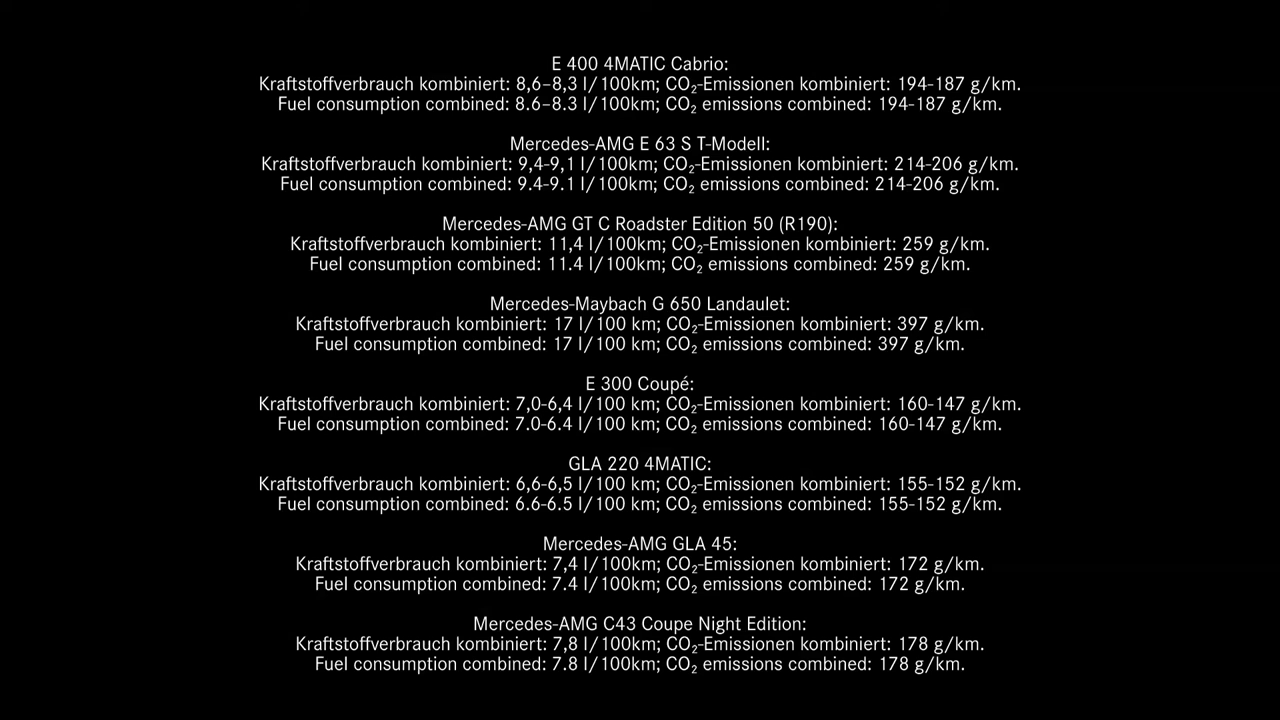 E 400 4MATIC Cabrio:
Kraftstoffverbrauch kombiniert: 8,6–8,3 l/100km; CO₂-Emissionen kombiniert: 194-187 g/km.
Fuel consumption combined: 8.6–8.3 l/100km; CO₂ emissions combined: 194-187 g/km.
Mercedes-AMG E 63 S T-Modell:
Kraftstoffverbrauch kombiniert: 9,4-9,1 l/100km; CO₂-Emissionen kombiniert: 214-206 g/km.
Fuel consumption combined: 9.4-9.1 l/100km; CO₂ emissions combined: 214-206 g/km.
Mercedes-AMG GT C Roadster Edition 50 (R190):
Kraftstoffverbrauch kombiniert: 11,4 l/100km; CO₂-Emissionen kombiniert: 259 g/km.
Fuel consumption combined: 11.4 l/100km; CO₂ emissions combined: 259 g/km.
Mercedes-Maybach G 650 Landaulet:
Kraftstoffverbrauch kombiniert: 17 l/100 km; CO₂-Emissionen kombiniert: 397 g/km.
Fuel consumption combined: 17 l/100 km; CO₂ emissions combined: 397 g/km.
E 300 Coupé:
Kraftstoffverbrauch kombiniert: 7,0-6,4 l/100 km; CO₂-Emissionen kombiniert: 160-147 g/km.
Fuel consumption combined: 7.0-6.4 l/100 km; CO₂ emissions combined: 160-147 g/km.
GLA 220 4MATIC:
Kraftstoffverbrauch kombiniert: 6,6-6,5 l/100 km; CO₂-Emissionen kombiniert: 155-152 g/km.
Fuel consumption combined: 6.6-6.5 l/100 km; CO₂ emissions combined: 155-152 g/km.
Mercedes-AMG GLA 45:
Kraftstoffverbrauch kombiniert: 7,4 l/100km; CO₂-Emissionen kombiniert: 172 g/km.
Fuel consumption combined: 7.4 l/100km; CO₂ emissions combined: 172 g/km.
Mercedes-AMG C43 Coupe Night Edition:
Kraftstoffverbrauch kombiniert: 7,8 l/100km; CO₂-Emissionen kombiniert: 178 g/km.
Fuel consumption combined: 7.8 l/100km; CO₂ emissions combined: 178 g/km.